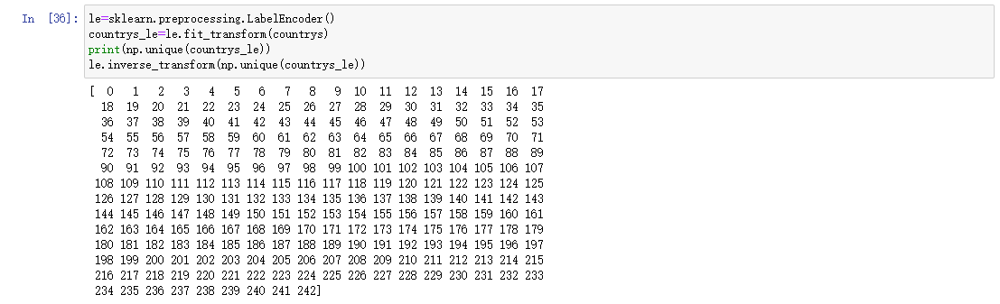 In [36]: le=sklearn.preprocessing.LabelEncoder()
countrys_le=le.fit_transform(countrys)
print(np.unique(countrys_le))
le.inverse_transform(np.unique(countrys_le))
[ 0 1 2 3 4 5 6 7 8 9 10 11 12 13 14 15 16 17
18 19 20 21 22 23 24 25 26 27 28 29 30 31 32 33 34 35
36 37 38 39 40 41 42 43 44 45 46 47 48 49 50 51 52 53
54 55 56 57 58 59 60 61 62 63 64 65 66 67 68 69 70 71
72 73 74 75 76 77 78 79 80 81 82 83 84 85 86 87 88 89
90 91 92 93 94 95 96 97 98 99 100 101 102 103 104 105 106 107
108 109 110 111 112 113 114 115 116 117 118 119 120 121 122 123 124 125
126 127 128 129 130 131 132 133 134 135 136 137 138 139 140 141 142 143
144 145 146 147 148 149 150 151 152 153 154 155 156 157 158 159 160 161
162 163 164 165 166 167 168 169 170 171 172 173 174 175 176 177 178 179
180 181 182 183 184 185 186 187 188 189 190 191 192 193 194 195 196 197
198 199 200 201 202 203 204 205 206 207 208 209 210 211 212 213 214 215
216 217 218 219 220 221 222 223 224 225 226 227 228 229 230 231 232 233
234 235 236 237 238 239 240 241 242]